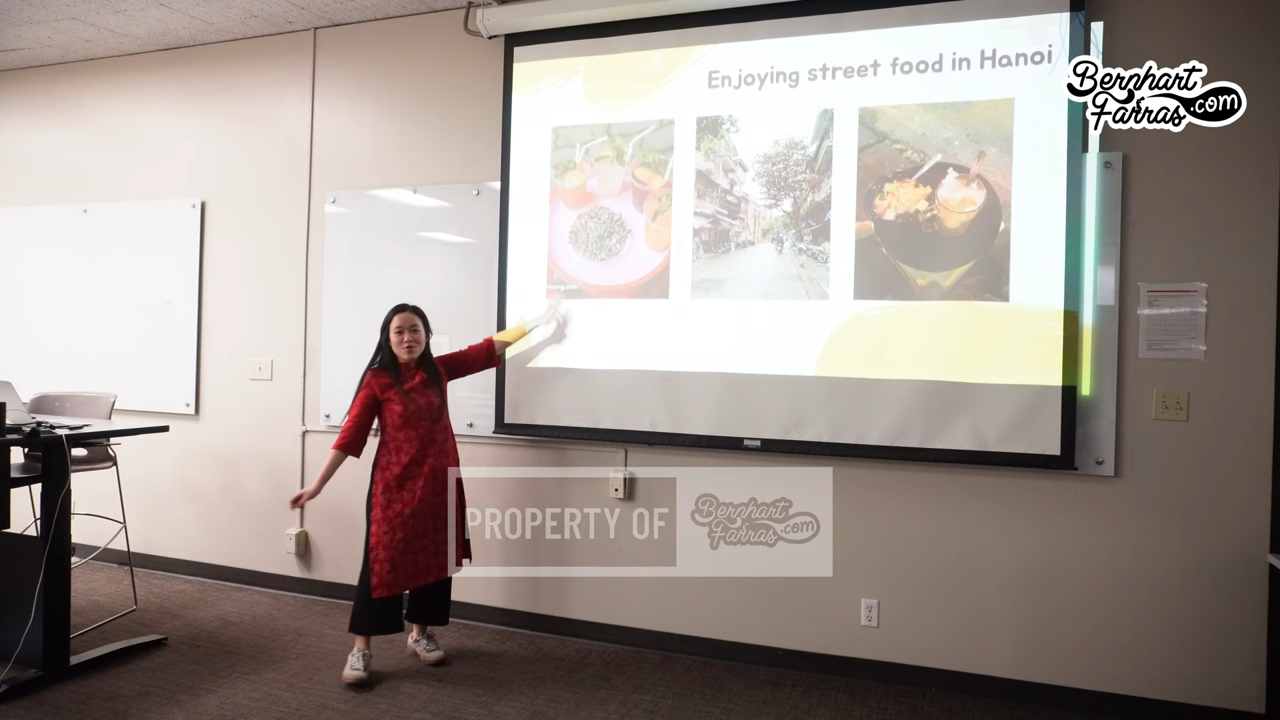 Enjoying street food in Hanoi
Bernhart
Farras.com
PROPERTY OF
Bernhart
Farras.com